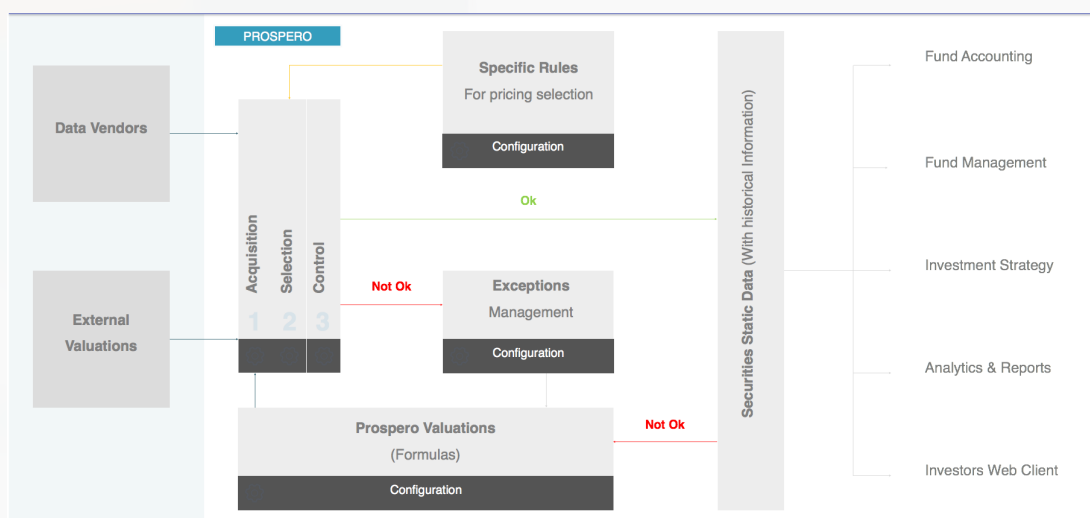 PROSPERO
Data Vendors
External
Valuations
Acquisition
Selection
Control
1
2
3
Specific Rules
For pricing selection
Configuration
Ok
Not Ok
Exceptions
Management
Configuration
Prospero Valuations
(Formulas)
Configuration
Not Ok
Securities Static Data (With historical Information)
Fund Accounting
Fund Management
Investment Strategy
Analytics & Reports
Investors Web Client